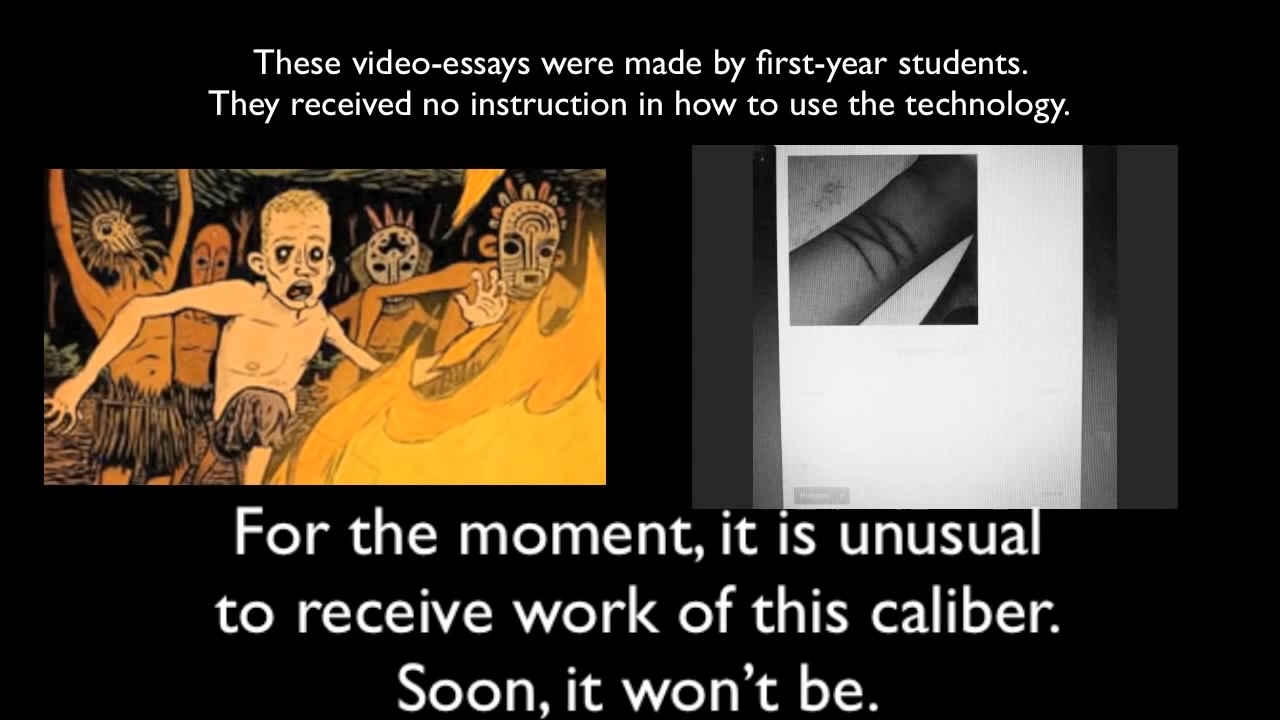 These video-essays were made by first-year students.
They received no instruction in how to use the technology.
For the moment, it is unusual
to receive work of this caliber.
Soon, it won't be.